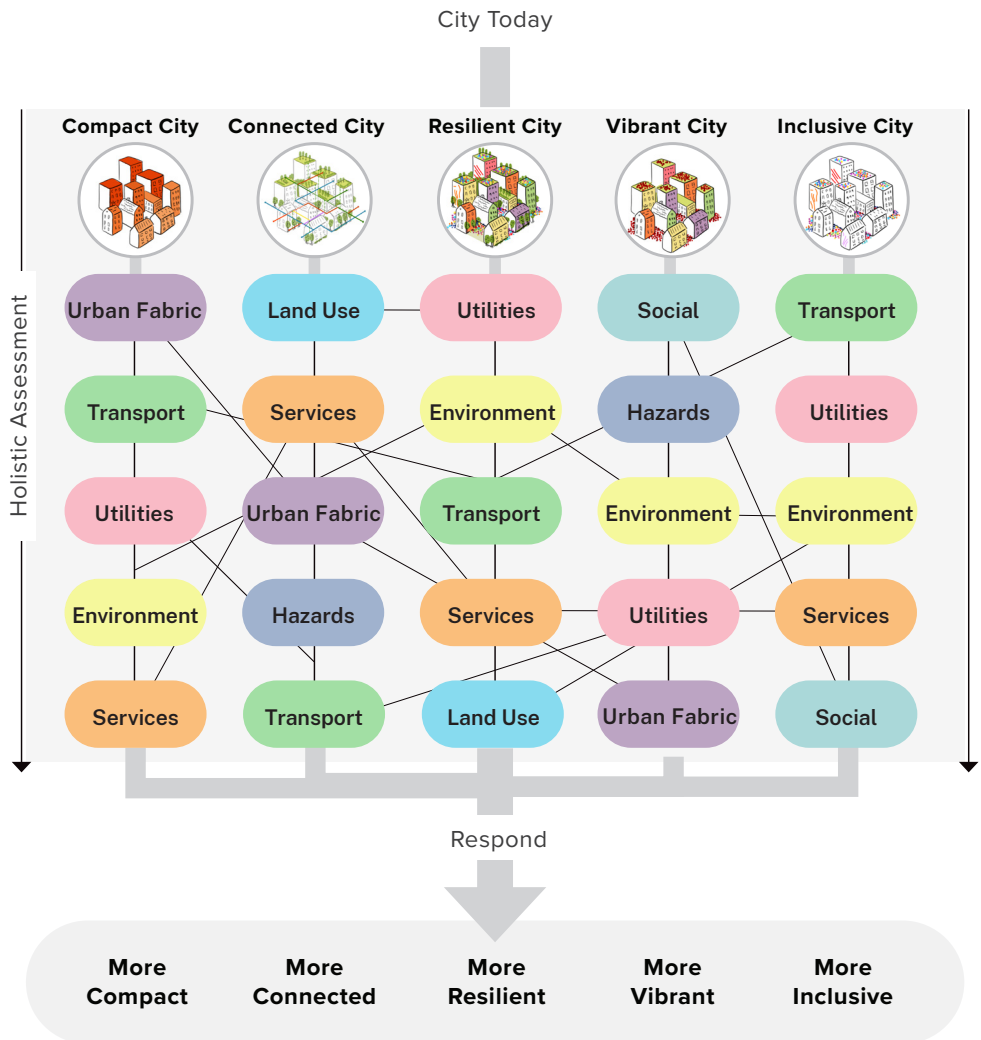 City Today
Compact City
Connected City
Resilient City
Vibrant City
Inclusive City
Holistic Assessment
Urban Fabric
Land Use
Utilities
Social
Transport
Transport
Services
Environment
Hazards
Utilities
Utilities
Urban Fabric
Transport
Environment
Environment
Environment
Hazards
Services
Utilities
Services
Services
Transport
Land Use
Urban Fabric
Social
Respond
More
Compact
More
Connected
More
Resilient
More
Vibrant
More
Inclusive